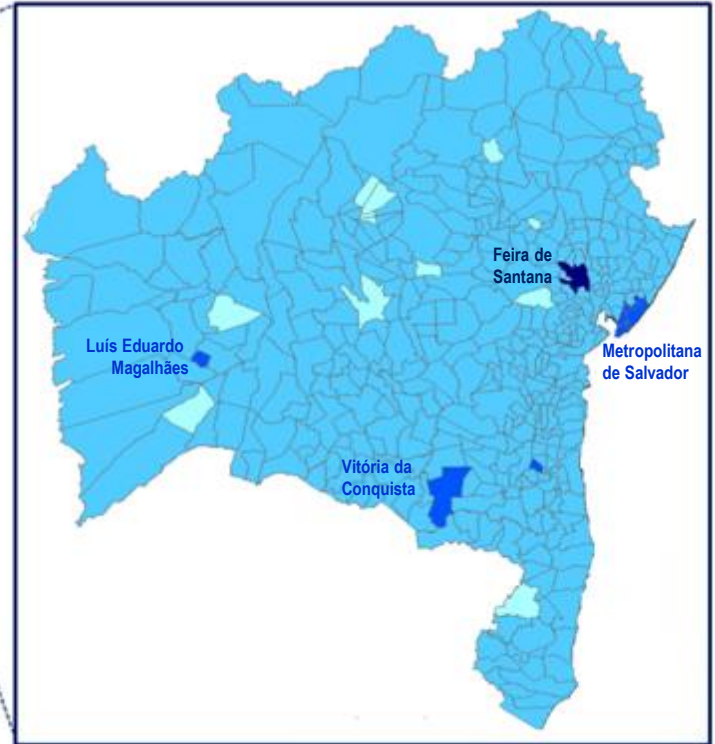 Feira de
Santana
Luís Eduardo
Magalhães
Metropolitana
de Salvador
Vitória da
Conquista